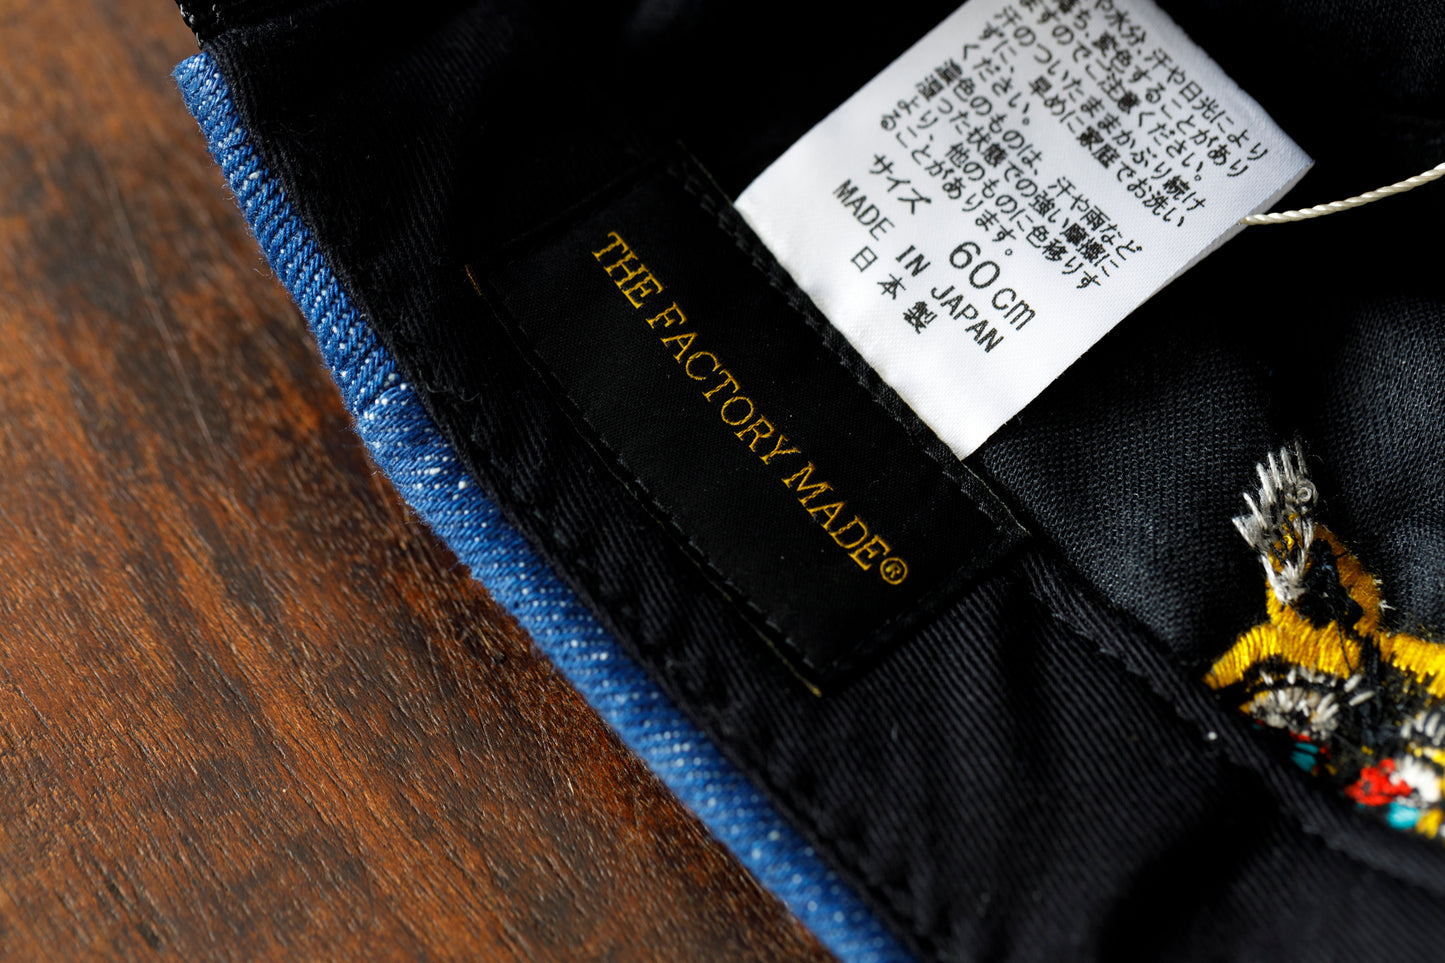 や水分、汗や日光により
落ち、変色することがあり
ますのでご注意ください。
汗のついたままかぶり続け
ずに、早めに家庭でお洗い
ください。
濃色のものは、汗や雨など
湿った状態での強い摩擦に
より、他のものに色移りす
ることがあります。
サイズ 60cm
MADE IN JAPAN
日本製
THE FACTORY MADE®